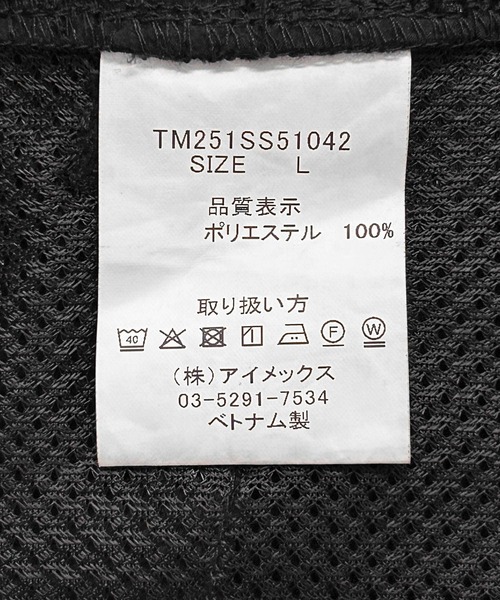 TM251SS51042
SIZE L
品質表示
ポリエステル 100%
取り扱い方
40 F W
(株)アイメックス
03-5291-7534
ベトナム製